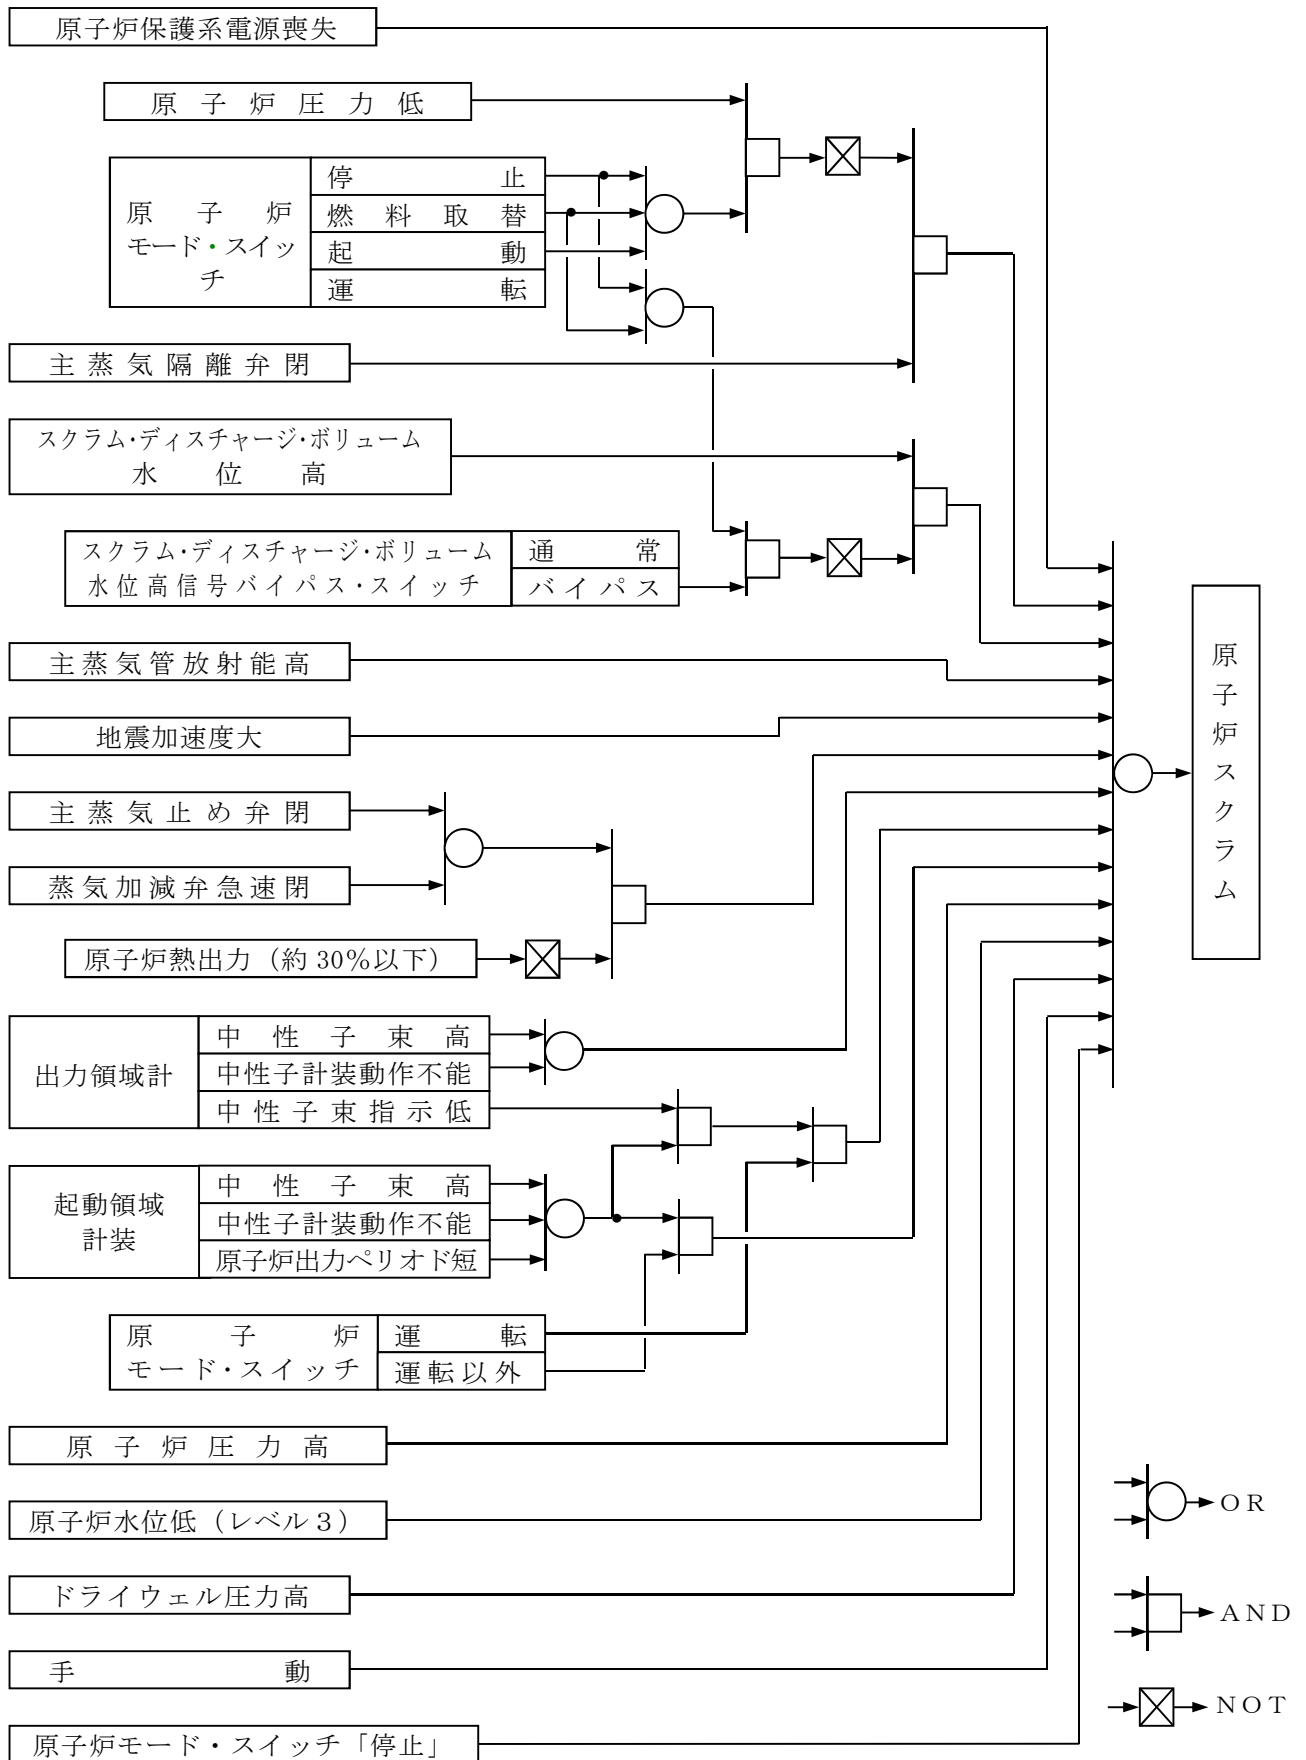 原子炉保護系電源喪失
原子炉圧力低
原子炉
モード・スイッ
チ
停止
燃料取替
起動
運転
主蒸気隔離弁閉
スクラム・ディスチャージ・ボリューム
水位高
スクラム・ディスチャージ・ボリューム
水位高信号バイパス・スイッチ
通常
バイパス
主蒸気管放射能高
地震加速度大
主蒸気止め弁閉
蒸気加減弁急速閉
原子炉熱出力（約30％以下）
出力領域計
中性子束高
中性子計装動作不能
中性子束指示低
起動領域
計装
中性子束高
中性子計装動作不能
原子炉出力ペリオド短
原子炉
モード・スイッチ
運転
運転以外
原子炉圧力高
原子炉水位低（レベル３）
ドライウェル圧力高
手動
原子炉モード・スイッチ「停止」
原子炉スクラム
OR
AND
NOT